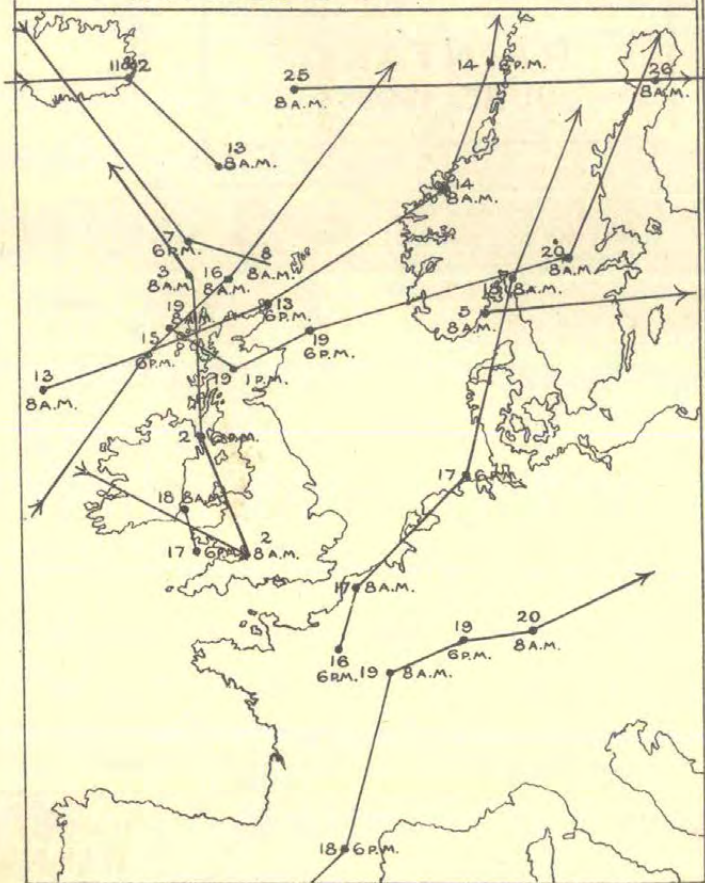 14 6 P.M.
11&12
25
8 A.M.
26
8 A.M.
13
8 A.M.
14
8 A.M.
7
6 P.M.
8
8 A.M.
3
8 A.M.
16
8 A.M.
20
8 A.M.
18 8 A.M.
13
6 P.M.
5
8 A.M.
19
8 A.M.
19
6 P.M.
15
6 P.M.
19 1 P.M.
13
8 A.M.
2 6 P.M.
17 6 P.M.
18 8 A.M.
17 6 P.M.
2
8 A.M.
17 8 A.M.
16
6 P.M.
19
6 P.M.
20
8 A.M.
19 8 A.M.
18 6 P.M.